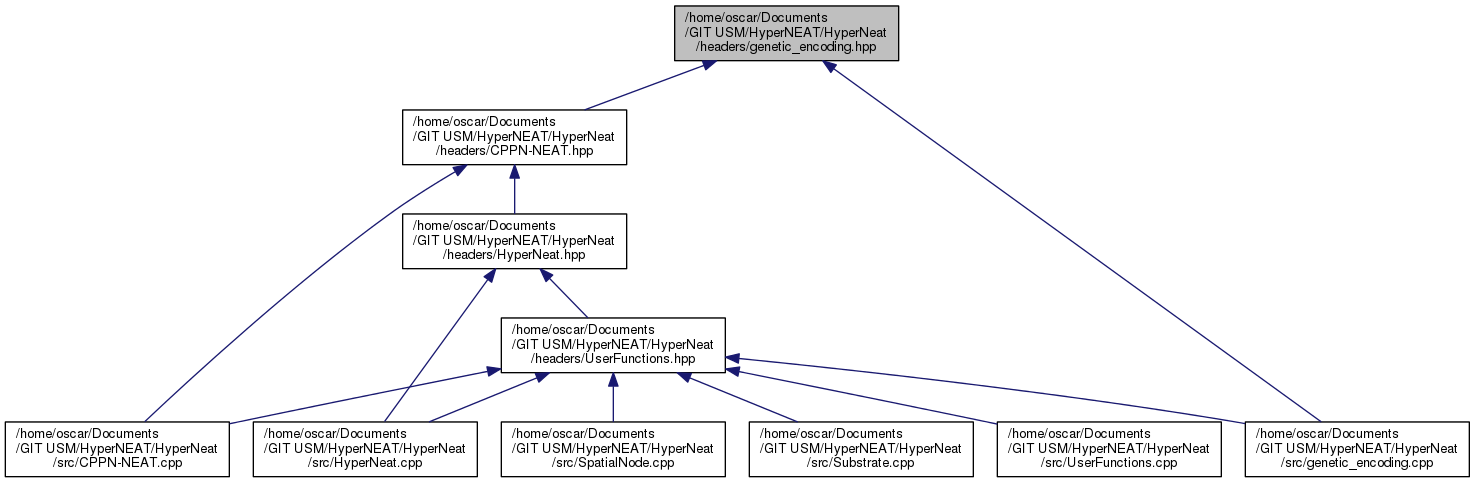 /home/oscar/Documents
/GIT USM/HyperNEAT/HyperNeat
/headers/genetic_encoding.hpp
/home/oscar/Documents
/GIT USM/HyperNEAT/HyperNeat
/headers/CPPN-NEAT.hpp
/home/oscar/Documents
/GIT USM/HyperNEAT/HyperNeat
/headers/HyperNeat.hpp
/home/oscar/Documents
/GIT USM/HyperNEAT/HyperNeat
/headers/UserFunctions.hpp
/home/oscar/Documents
/GIT USM/HyperNEAT/HyperNeat
/src/CPPN-NEAT.cpp
/home/oscar/Documents
/GIT USM/HyperNEAT/HyperNeat
/src/HyperNeat.cpp
/home/oscar/Documents
/GIT USM/HyperNEAT/HyperNeat
/src/SpatialNode.cpp
/home/oscar/Documents
/GIT USM/HyperNEAT/HyperNeat
/src/Substrate.cpp
/home/oscar/Documents
/GIT USM/HyperNEAT/HyperNeat
/src/UserFunctions.cpp
/home/oscar/Documents
/GIT USM/HyperNEAT/HyperNeat
/src/genetic_encoding.cpp